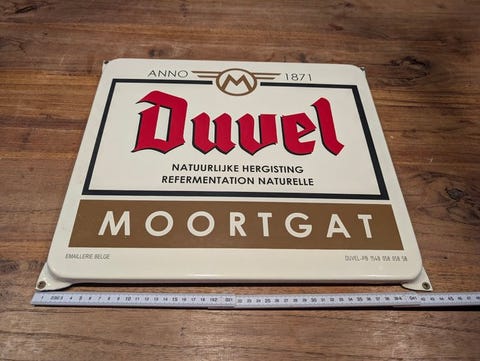 ANNO M 1871
Duvel
NATUURLIJKE HERGISTING
REFERMENTATION NATURELLE
MOORTGAT
EMAILLERIE BELGE